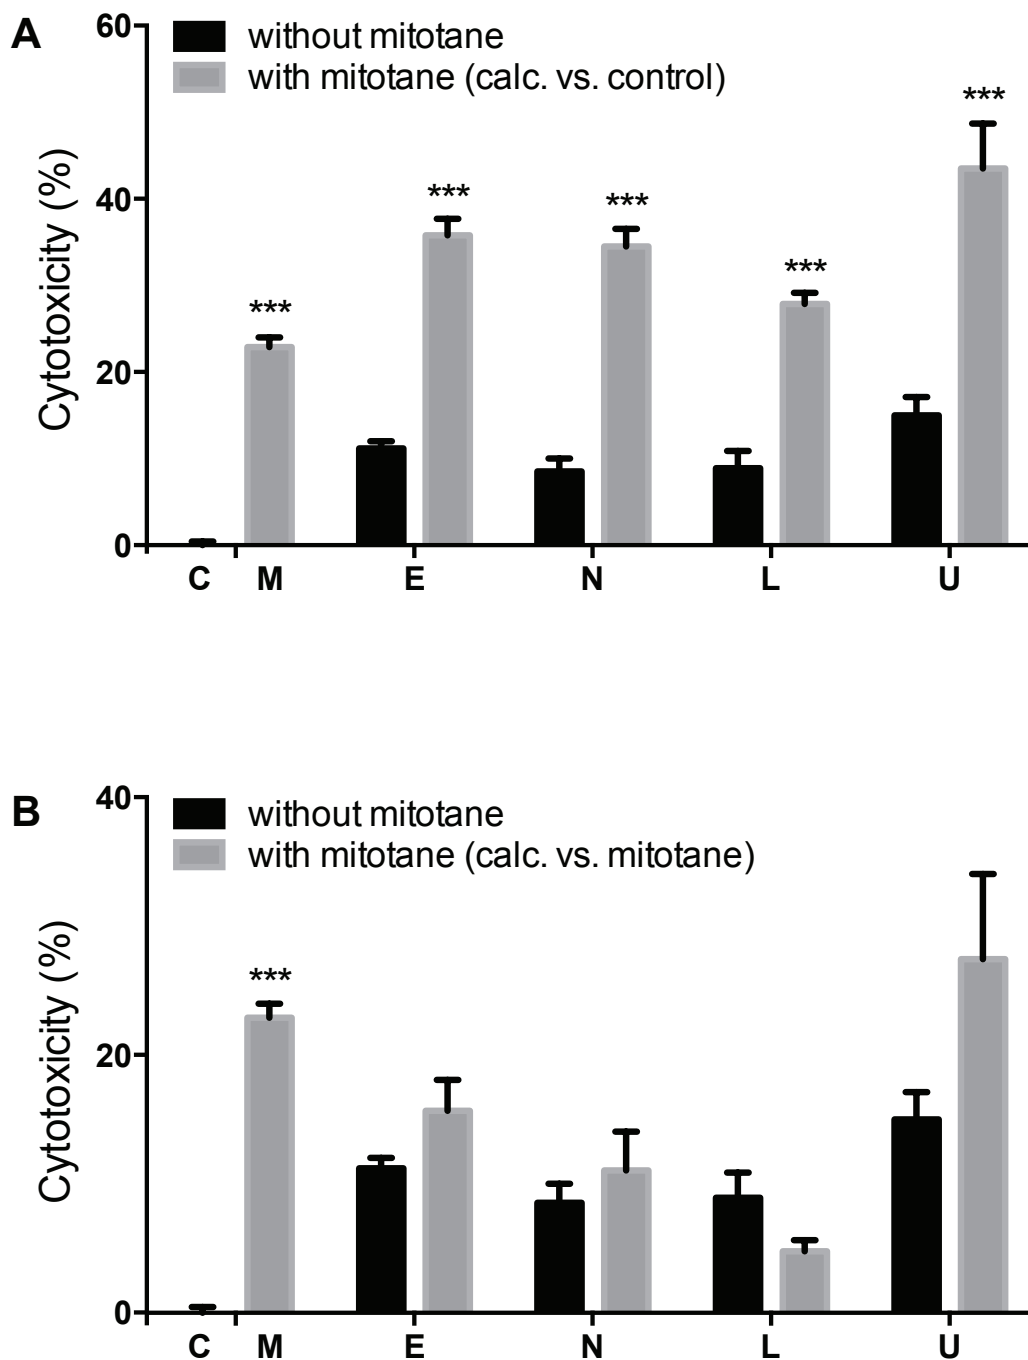 A
60
without mitotane
with mitotane (calc. vs. control)
***
***
***
***
***
Cytotoxicity (%)
40
20
0
C M E N L U
B
40
without mitotane
with mitotane (calc. vs. mitotane)
***
Cytotoxicity (%)
20
0
C M E N L U